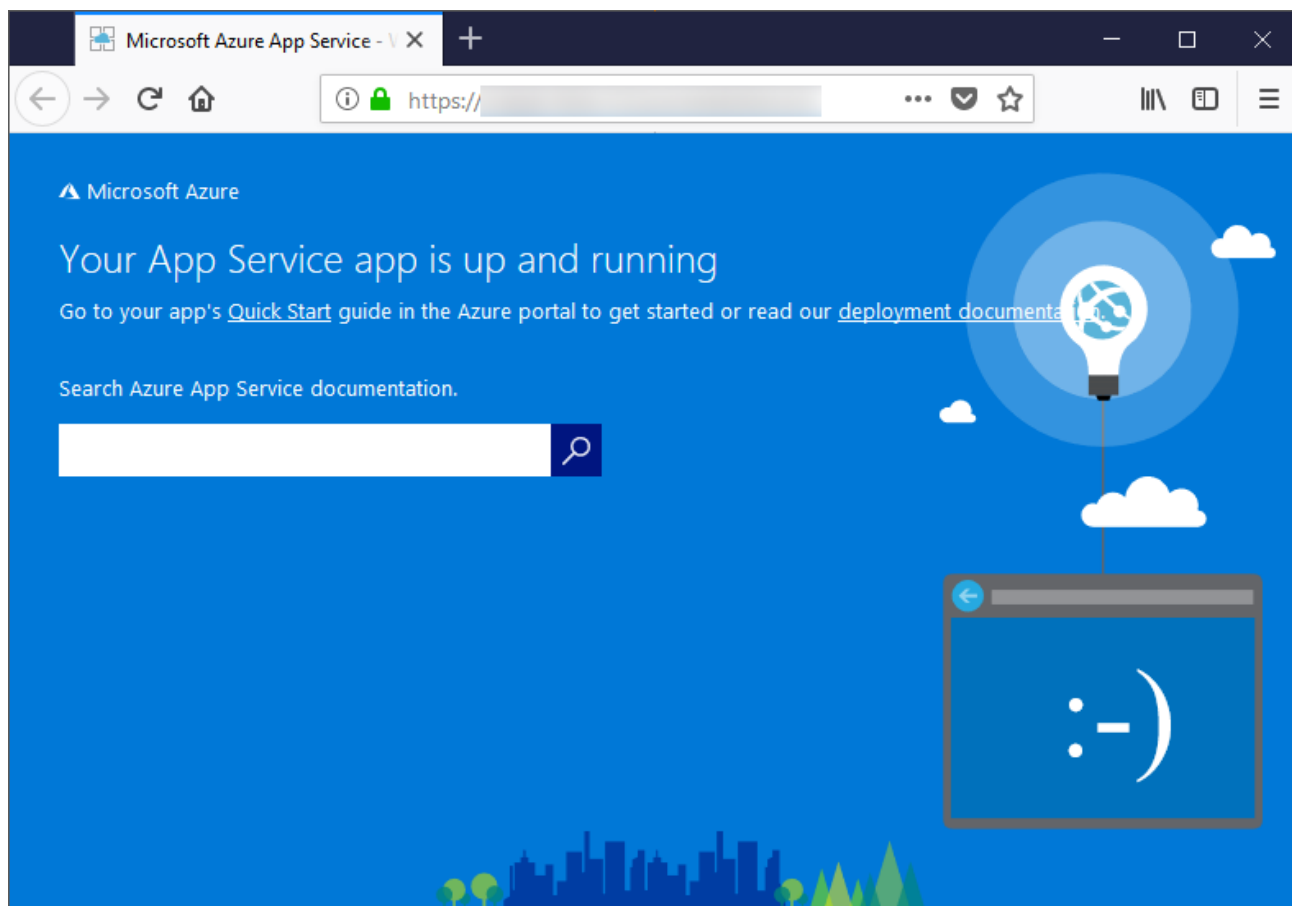 Microsoft Azure App Service -
https://
Microsoft Azure
Your App Service app is up and running
Go to your app's Quick Start guide in the Azure portal to get started or read our deployment documentation.
Search Azure App Service documentation.
:-)